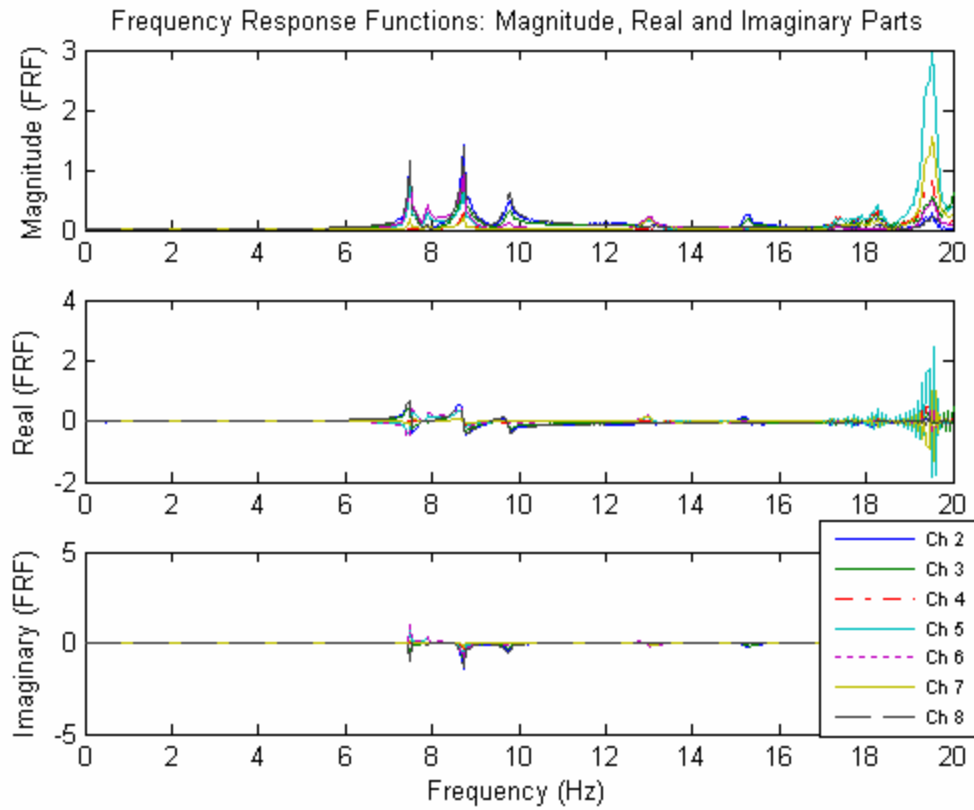 Frequency Response Functions: Magnitude, Real and Imaginary Parts
Magnitude (FRF)
3
2
1
0
0 2 4 6 8 10 12 14 16 18 20
Real (FRF)
4
2
0
-2
0 2 4 6 8 10 12 14 16 18 20
Imaginary (FRF)
5
0
-5
0 2 4 6 8 10 12 14 16 18 20
Frequency (Hz)
Ch 2
Ch 3
Ch 4
Ch 5
Ch 6
Ch 7
Ch 8